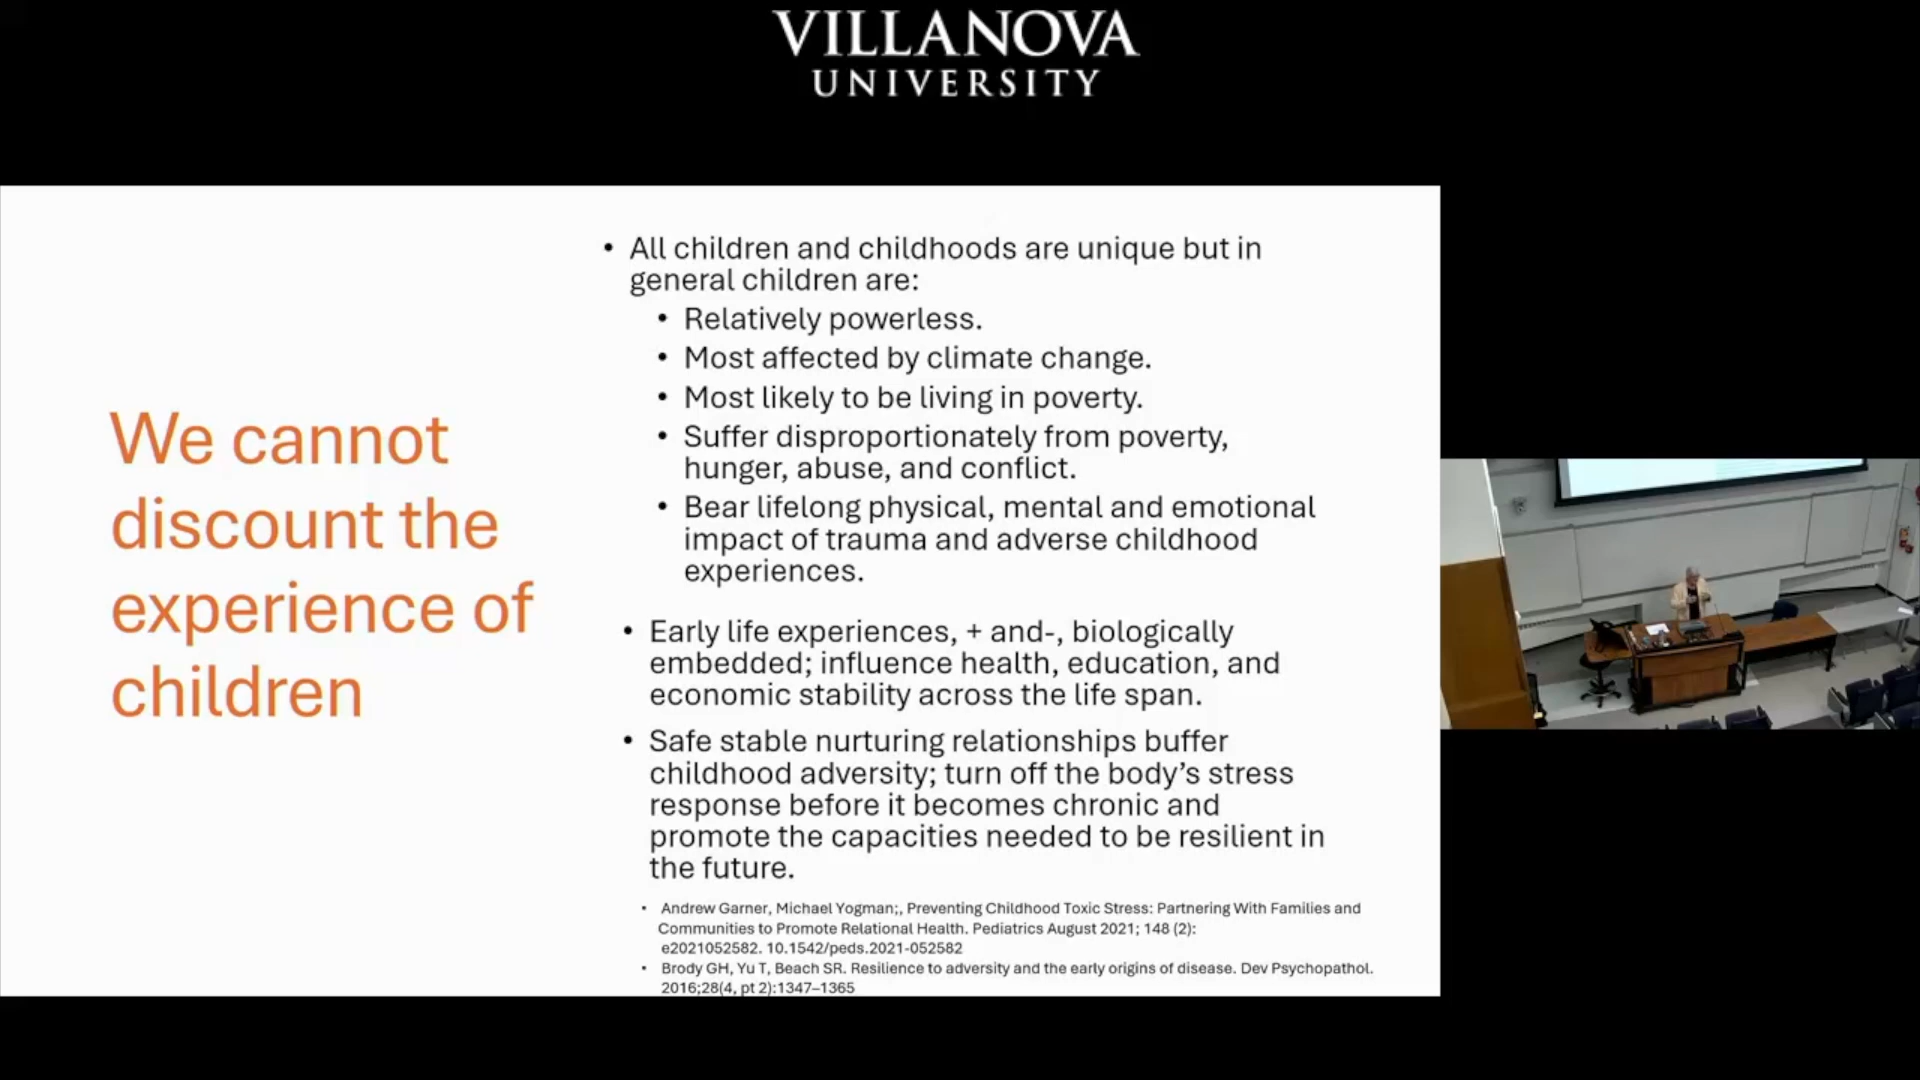 VILLANOVA
UNIVERSITY
We cannot
discount the
experience of
children
• All children and childhoods are unique but in
general children are:
• Relatively powerless.
• Most affected by climate change.
• Most likely to be living in poverty.
• Suffer disproportionately from poverty,
hunger, abuse, and conflict.
• Bear lifelong physical, mental and emotional
impact of trauma and adverse childhood
experiences.
• Early life experiences, + and-, biologically
embedded; influence health, education, and
economic stability across the life span.
• Safe stable nurturing relationships buffer
childhood adversity; turn off the body’s stress
response before it becomes chronic and
promote the capacities needed to be resilient in
the future.
• Andrew Garner, Michael Yogman;, Preventing Childhood Toxic Stress: Partnering With Families and
Communities to Promote Relational Health. Pediatrics August 2021; 148 (2):
e2021052582. 10.1542/peds.2021-052582
• Brody GH, Yu T, Beach SR. Resilience to adversity and the early origins of disease. Dev Psychopathol.
2016;28(4, pt 2):1347–1365